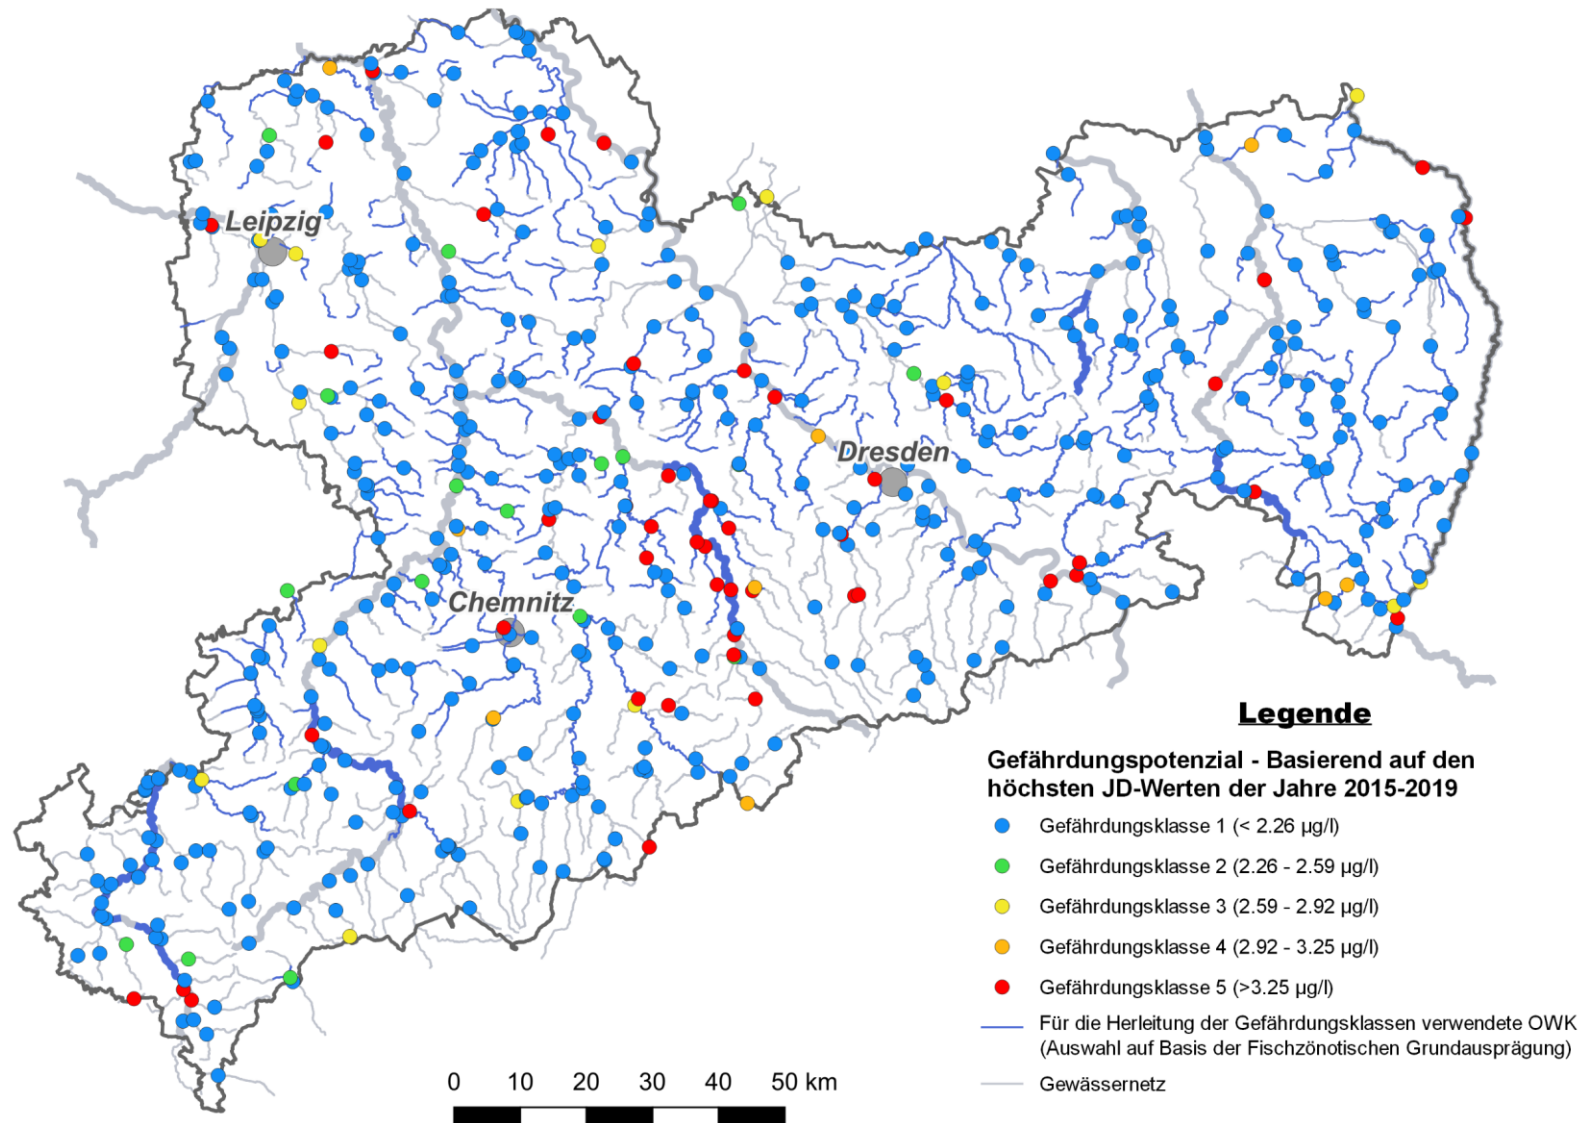 Leipzig
Dresden
Chemnitz
Legende
Gefährdungspotenzial - Basierend auf den
höchsten JD-Werten der Jahre 2015-2019
Gefährdungsklasse 1 (< 2.26 µg/l)
Gefährdungsklasse 2 (2.26 - 2.59 µg/l)
Gefährdungsklasse 3 (2.59 - 2.92 µg/l)
Gefährdungsklasse 4 (2.92 - 3.25 µg/l)
Gefährdungsklasse 5 (>3.25 µg/l)
Für die Herleitung der Gefährdungsklassen verwendete OWK
(Auswahl auf Basis der Fischzönotischen Grundausprägung)
Gewässernetz
0 10 20 30 40 50 km